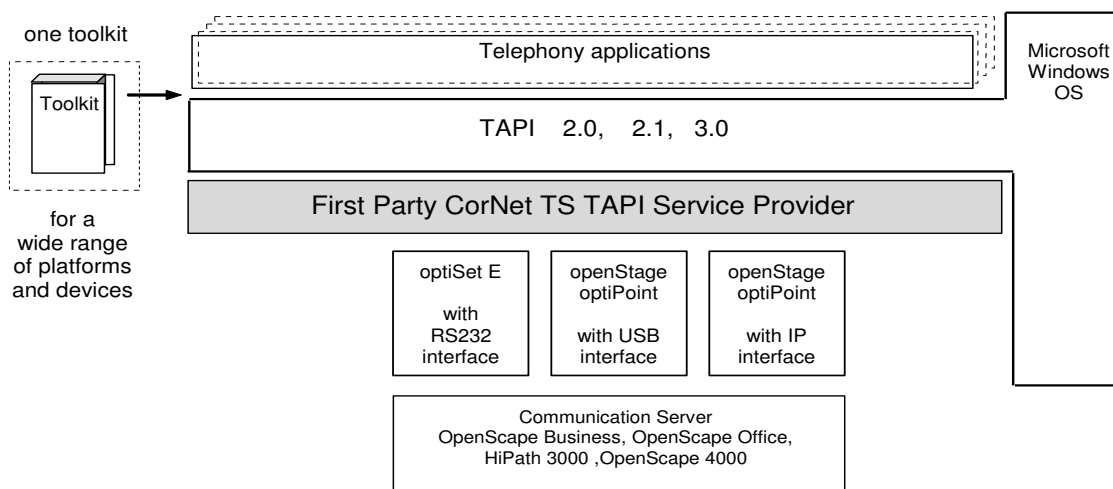 one toolkit
Toolkit
for a
wide range
of platforms
and devices
Telephony applications
Microsoft
Windows
OS
TAPI 2.0, 2.1, 3.0
First Party CorNet TS TAPI Service Provider
optiSet E
with
RS232
interface
openStage
optiPoint
with USB
interface
openStage
optiPoint
with IP
interface
Communication Server
OpenScape Business, OpenScape Office,
HiPath 3000 ,OpenScape 4000